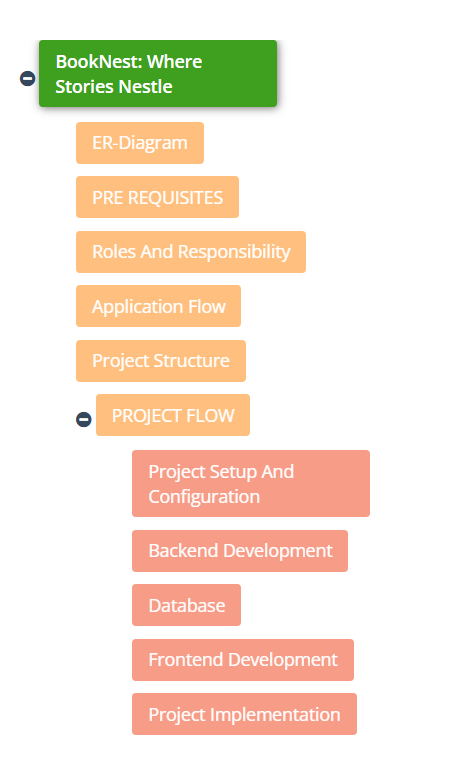 BookNest: Where
Stories Nestle
ER-Diagram
PRE REQUISITES
Roles And Responsibility
Application Flow
Project Structure
PROJECT FLOW
Project Setup And
Configuration
Backend Development
Database
Frontend Development
Project Implementation